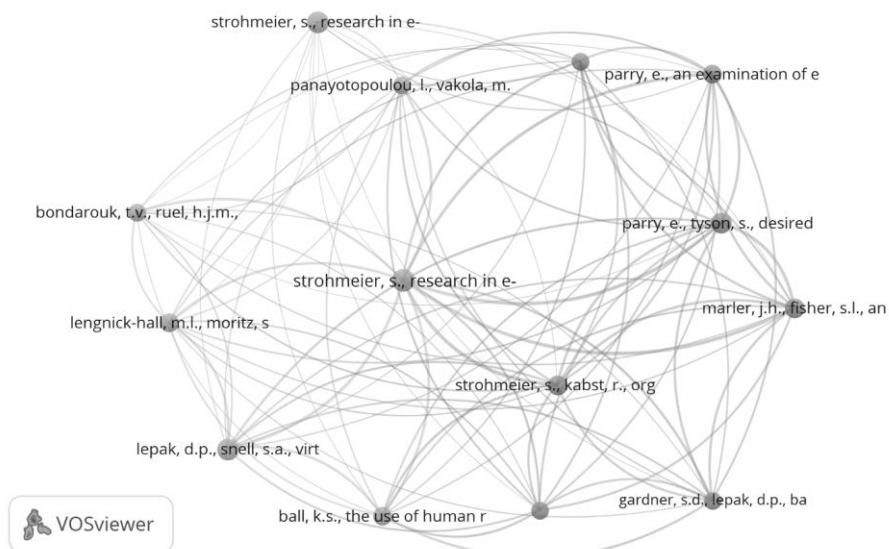 strohmeier, s., research in e-
parry, e., an examination of e
panayotopoulou, l., vakola, m.
bondarouk, t.v., ruel, h.j.m.,
parry, e., tyson, s., desired
strohmeier, s., research in e-
marler, j.h., fisher, s.l., an
lengnick-hall, m.l., moritz, s
strohmeier, s., kabst, r., org
lepak, d.p., snell, s.a., virt
gardner, s.d., lepak, d.p., ba
ball, k.s., the use of human r
VOSviewer